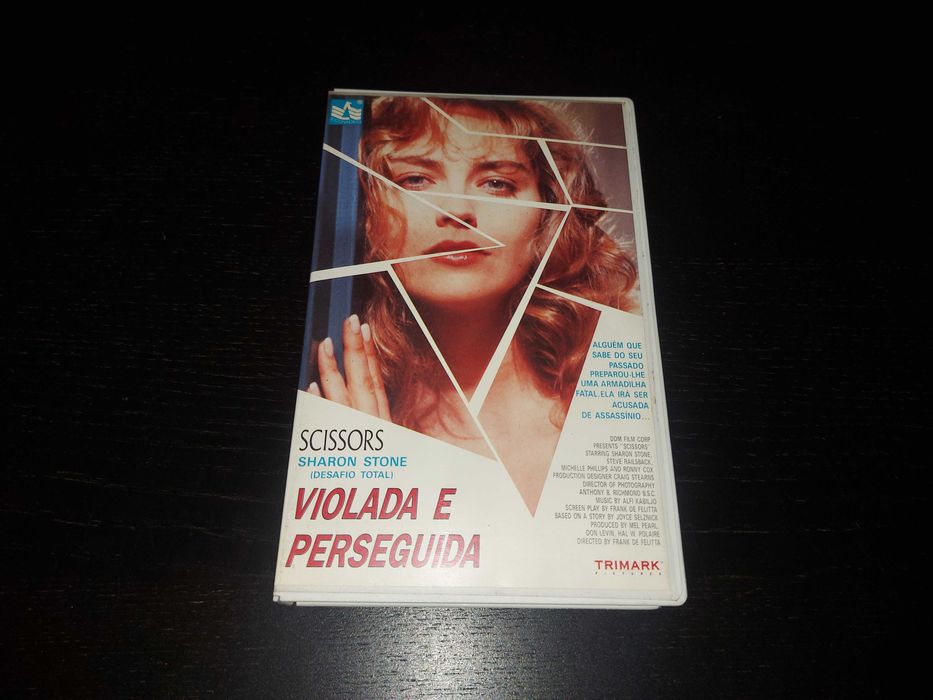 ALGUÉM QUE
SABE DO SEU
PASSADO
PREPAROU-LHE
UMA ARMADILHA
FATAL.ELA IRÁ SER
ACUSADA
DE ASSASSÍNIO...
SCISSORS
SHARON STONE
(DESAFIO TOTAL)
VIOLADA E
PERSEGUIDA
DDM FILM CORP
PRESENTS "SCISSORS"
STARRING SHARON STONE,
STEVE RAILSBACK,
MICHELLE PHILLIPS AND RONNY COX
PRODUCTION DESIGNER CRAIG STEARNS
DIRECTOR OF PHOTOGRAPHY
ANTHONY B. RICHMOND B.S.C.
MUSIC BY ALFI KABILJO
SCREEN PLAY BY FRANK DE FELITTA
BASED ON A STORY BY JOYCE SELZNICK
PRODUCED BY MEL PEARL,
DON LEVIN, HAL W. POLAIRE
DIRECTED BY FRANK DE FELITTA
TRIMARK
PICTURES